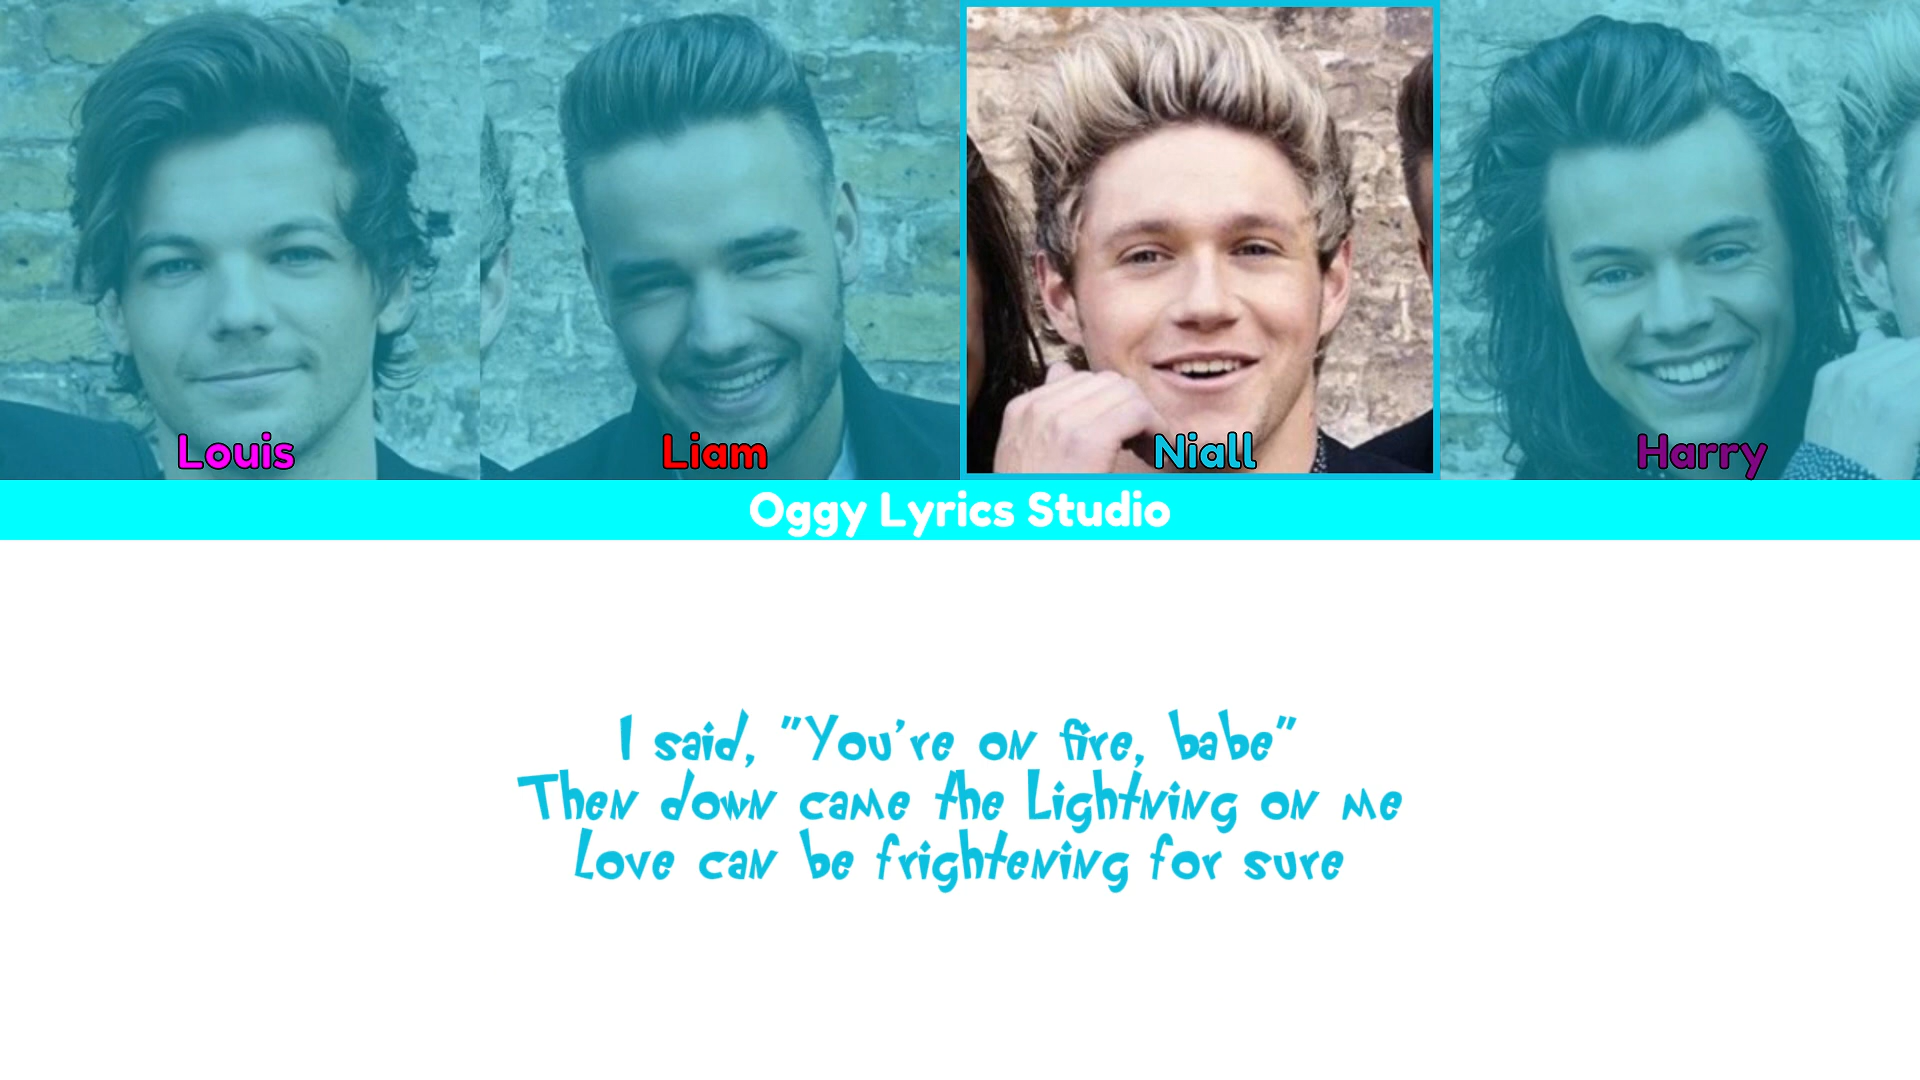 Louis
Liam
Niall
Harry
Oggy Lyrics Studio
I said, "You're on fire, babe"
Then down came the Lightning on me
Love can be frightening for sure